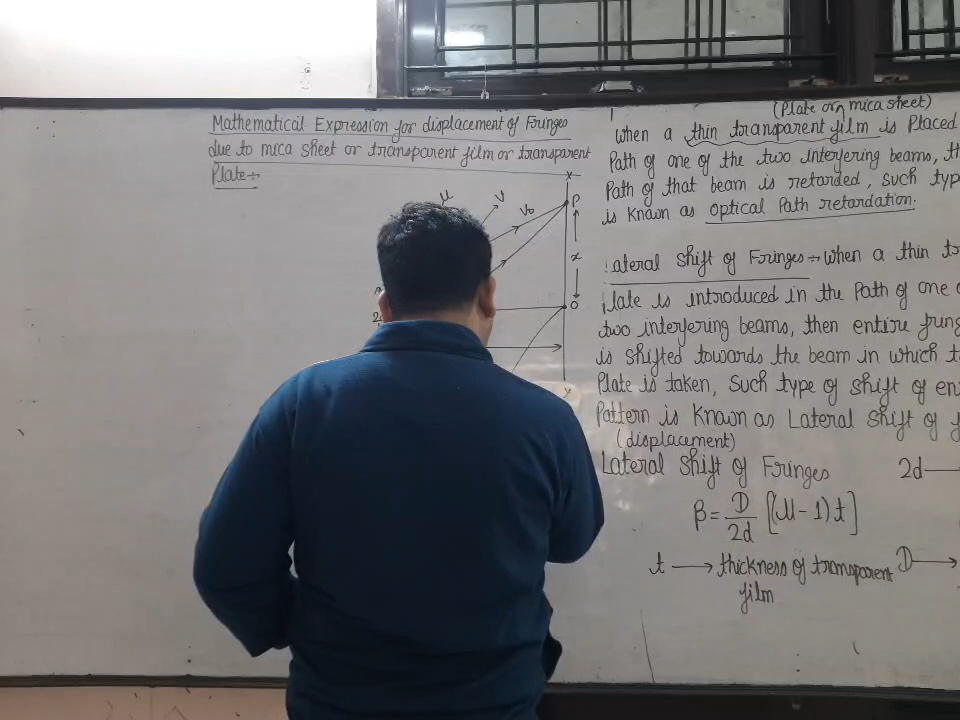 Mathematical Expression for displacement of Fringes
due to mica sheet or transparent film or transparent
Plate:-
X
P
μ
V
V₀
x
O
2
Y
(Plate or mica sheet)
When a thin transparent film is Placed
Path of one of the two interfering beams,
Path of that beam is retarded, such
is Known as optical Path retardation.
ateral Shift of Fringes:- When a thin
late is introduced in the Path of one
two interfering beams, then entire
is shifted towards the beam in which
Plate is taken, Such type of shift of
Pattern is Known as Lateral Shift of
(displacement)
Lateral Shift of Fringes
2d→
β = D/2d [(μ - 1) t]
t → thickness of transparent
film
D →